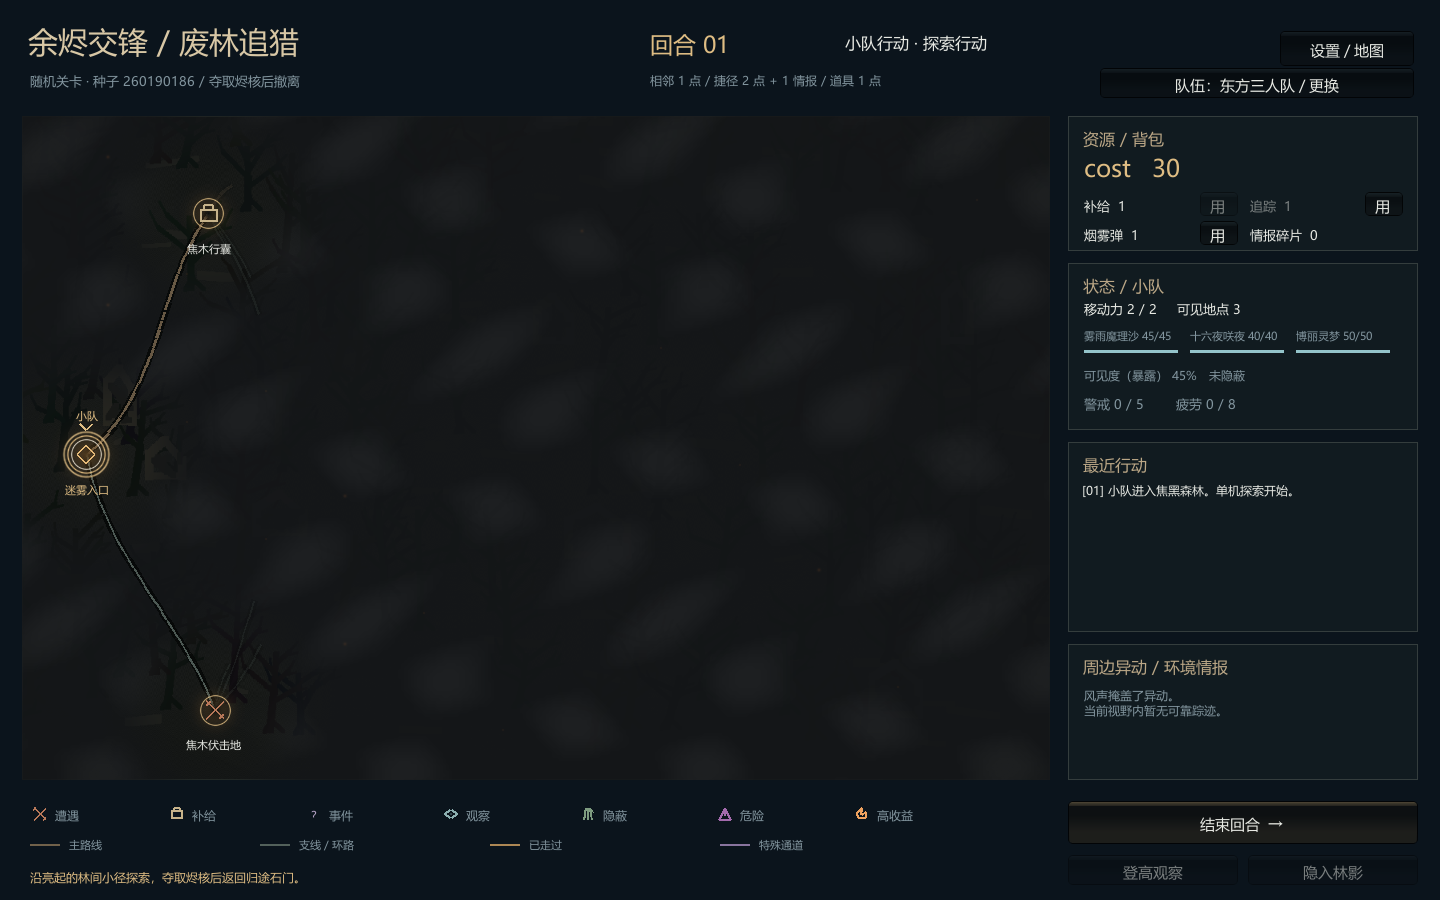 余烬交锋 / 废林追猎
随机关卡 · 种子 260190186 / 夺取烬核后撤离
回合 01
小队行动 · 探索行动
相邻 1 点 / 捷径 2 点 + 1 情报 / 道具 1 点
设置 / 地图
队伍：东方三人队 / 更换
焦木行囊
小队
迷雾入口
焦木伏击地
资源 / 背包
cost 30
补给 1 用 追踪 1 用
烟雾弹 1 用 情报碎片 0
状态 / 小队
移动力 2 / 2 可见地点 3
雾雨魔理沙 45/45 十六夜咲夜 40/40 博丽灵梦 50/50
可见度（暴露） 45% 未隐蔽
警戒 0 / 5 疲劳 0 / 8
最近行动
[01] 小队进入焦黑森林。单机探索开始。
周边异动 / 环境情报
风声掩盖了异动。
当前视野内暂无可靠踪迹。
遭遇 补给 ? 事件 观察 隐蔽 危险 高收益
主路线 支线 / 环路 已走过 特殊通道
沿亮起的林间小径探索，夺取烬核后返回归途石门。
结束回合 →
登高观察 隐入林影